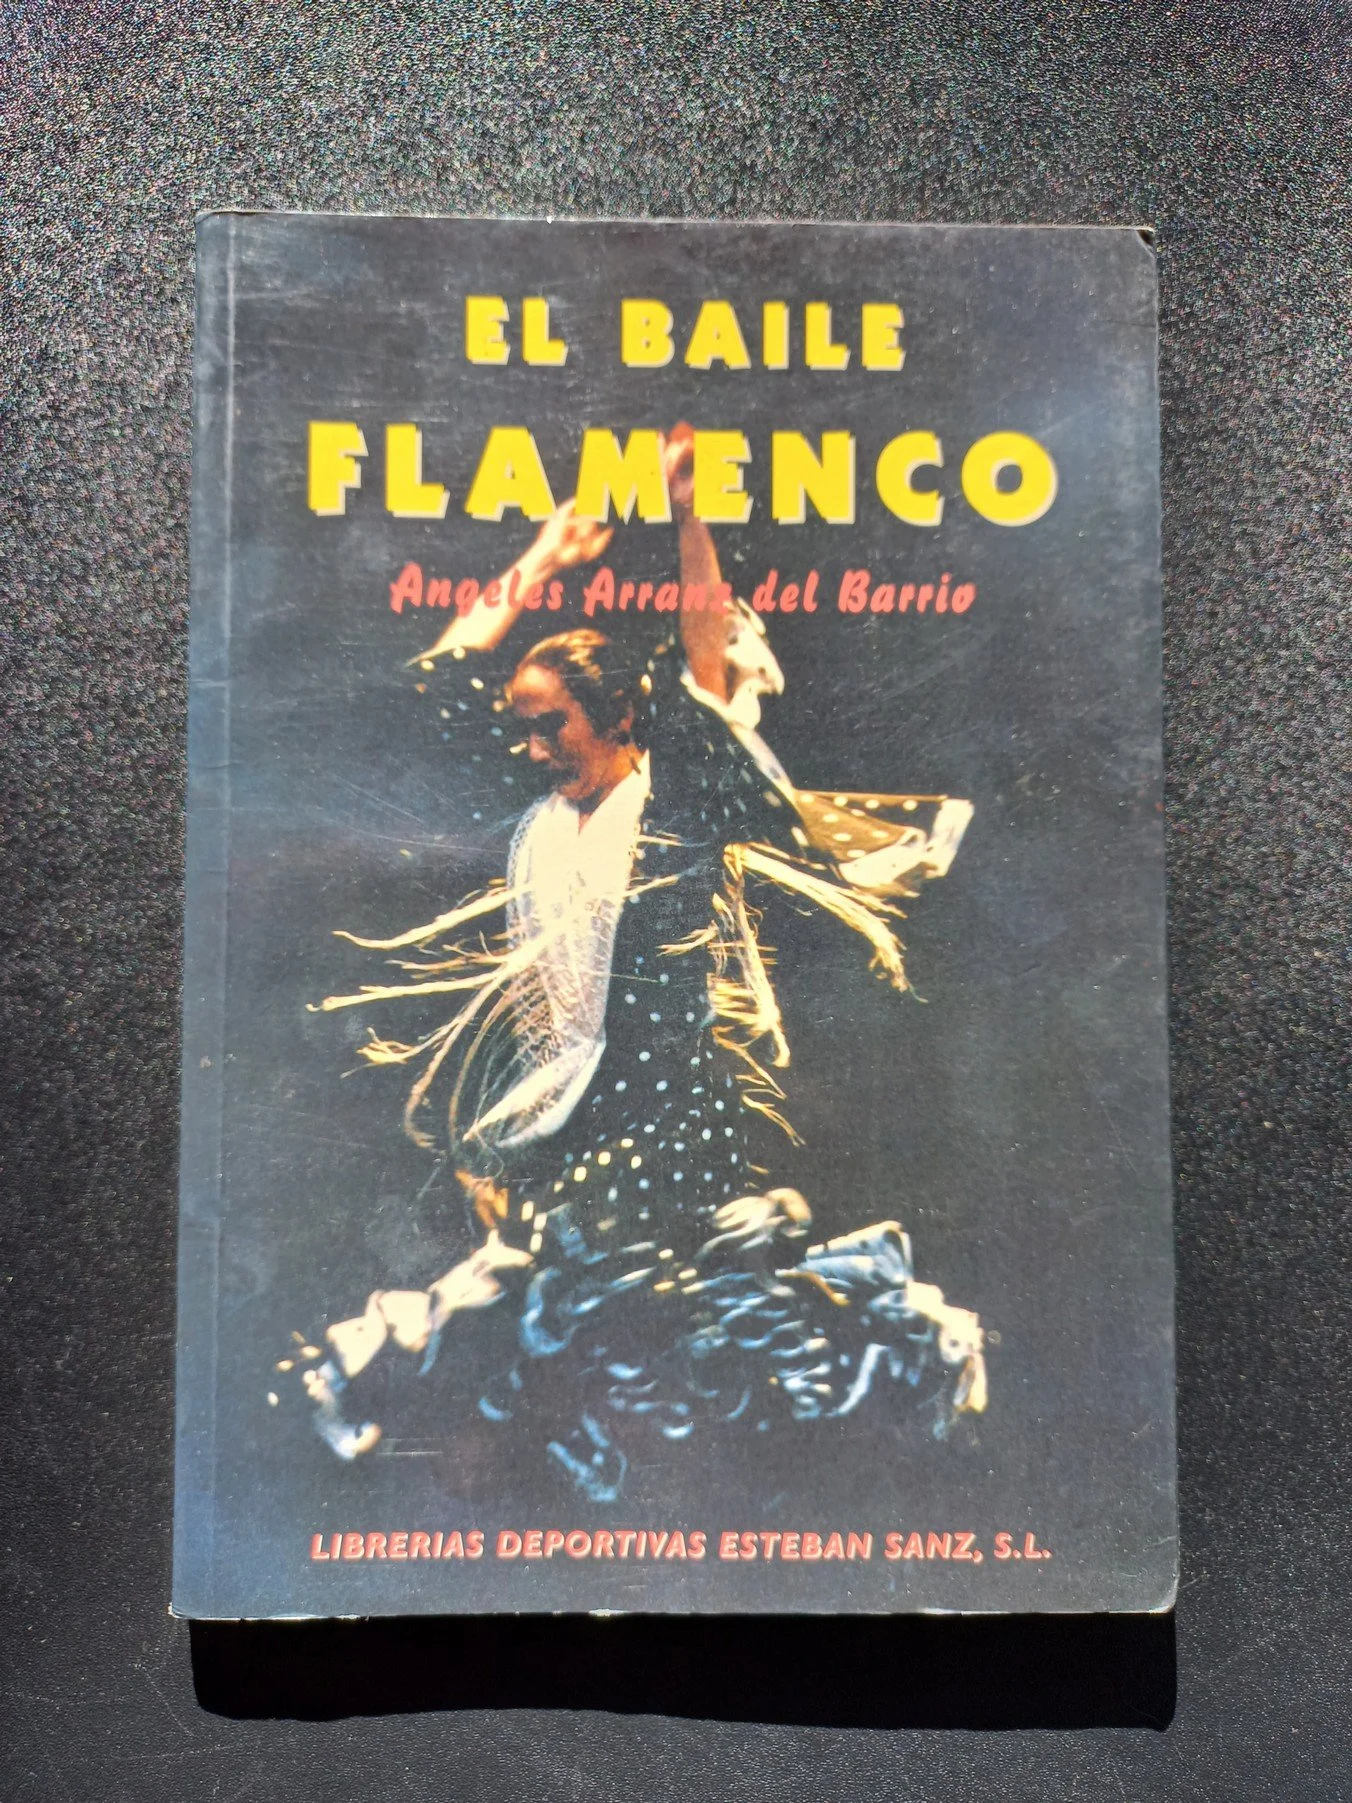 EL BAILE
FLAMENCO
Angeles Arranz del Barrio
LIBRERIAS DEPORTIVAS ESTEBAN SANZ, S.L.